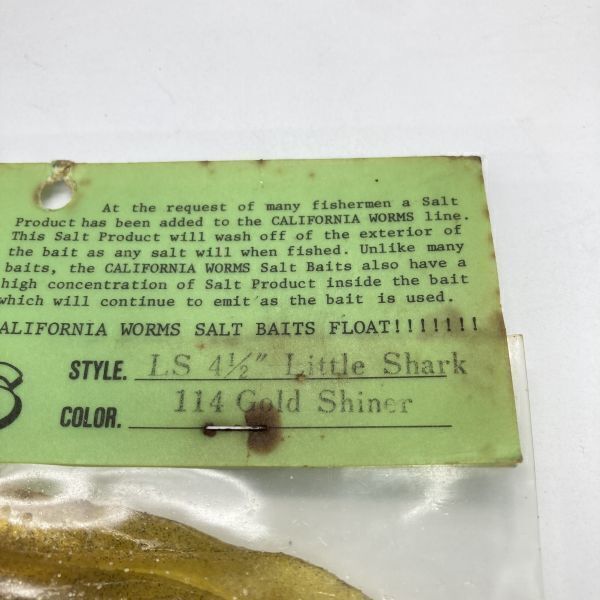 At the request of many fishermen a Salt
Product has been added to the CALIFORNIA WORMS line.
This Salt Product will wash off of the exterior of
the bait as any salt will when fished. Unlike many
baits, the CALIFORNIA WORMS Salt Baits also have a
high concentration of Salt Product inside the bait
which will continue to emit as the bait is used.
ALIFORNIA WORMS SALT BAITS FLOAT!!!!!!!
STYLE. LS 4½" Little Shark
COLOR. 114 Gold Shiner